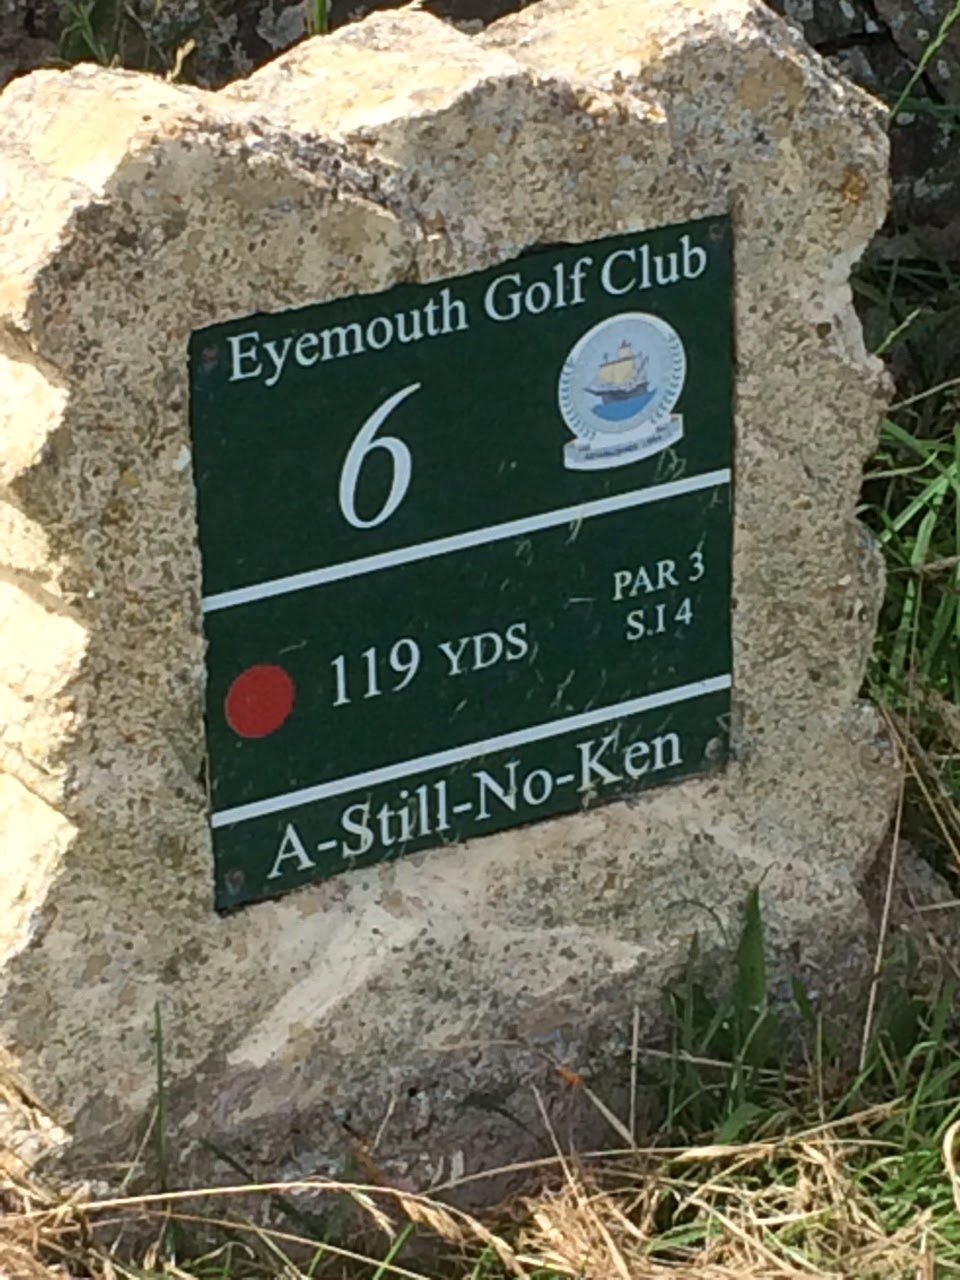 Eyemouth Golf Club
6
PAR 3
S.I 4
119 YDS
A-Still-No-Ken